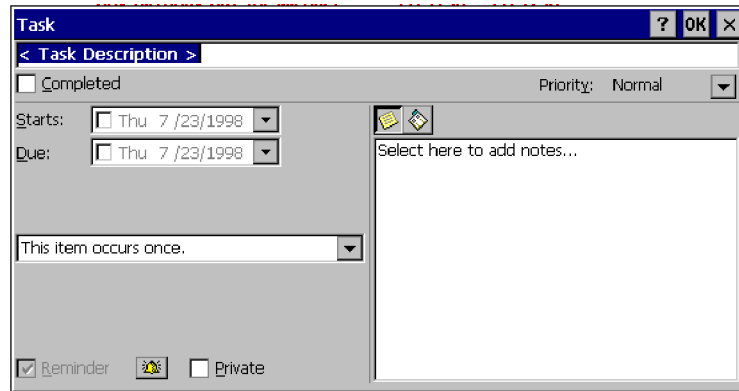 Task ? OK ×
< Task Description >
Completed
Priority: Normal
Starts: Thu 7 /23/1998
Due: Thu 7 /23/1998
Select here to add notes...
This item occurs once.
Reminder
Private